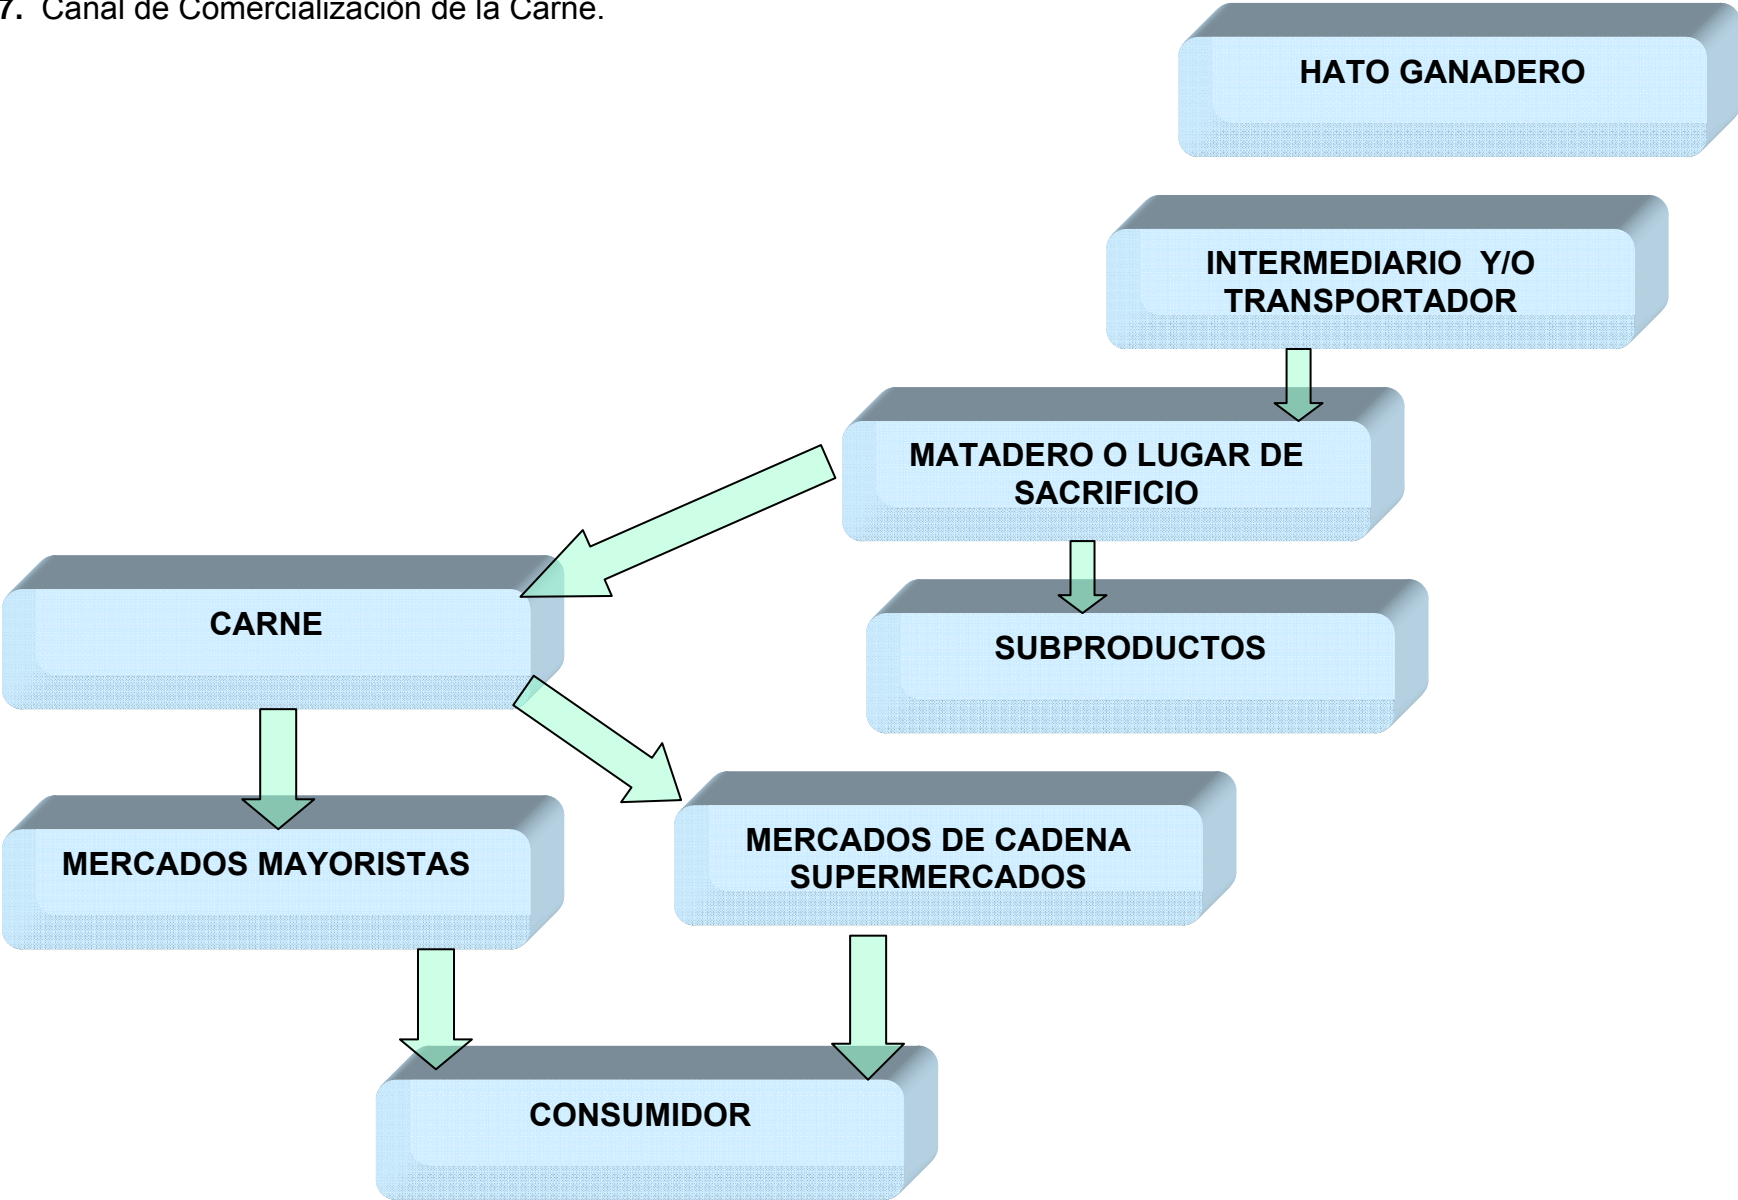 7. Canal de Comercialización de la Carne.
HATO GANADERO
INTERMEDIARIO Y/O
TRANSPORTADOR
MATADERO O LUGAR DE
SACRIFICIO
CARNE
SUBPRODUCTOS
MERCADOS MAYORISTAS
MERCADOS DE CADENA
SUPERMERCADOS
CONSUMIDOR